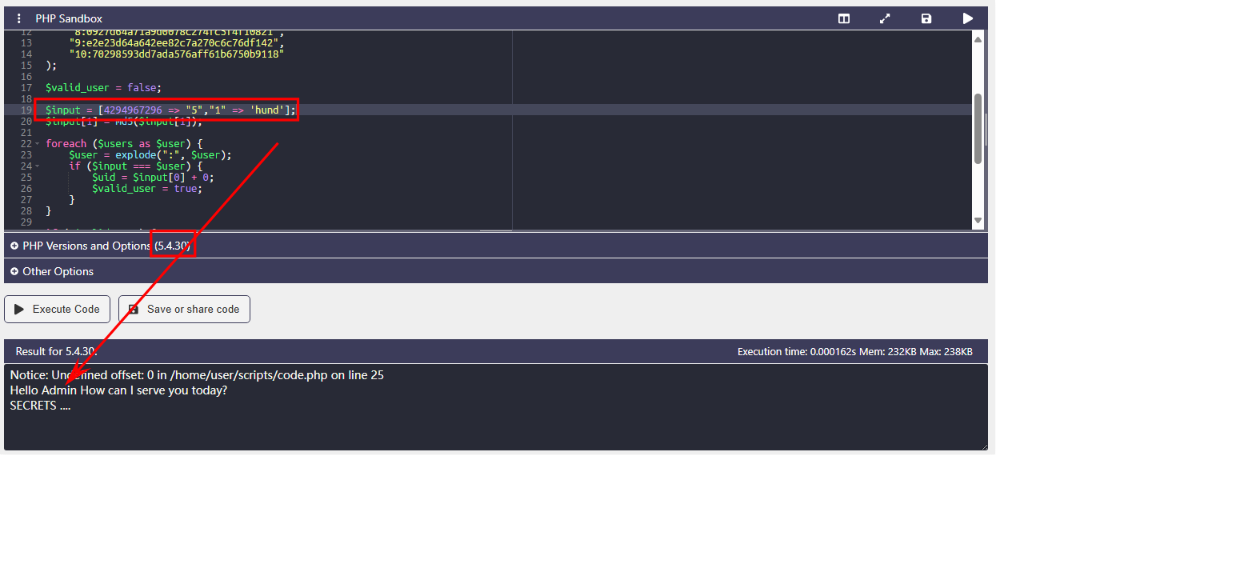 PHP Sandbox
12 "8:0927d64a71a9d0078c274fc5f4f10821",
13 "9:e2e23d64a642ee82c7a270c6c76df142",
14 "10:70298593dd7ada576aff61b6750b9118"
15 );
16
17 $valid_user = false;
18
19 $input = [4294967296 => "5","1" => 'hund'];
20 $input[1] = md5($input[1]);
21
22 foreach ($users as $user) {
23 $user = explode(":", $user);
24 if ($input === $user) {
25 $uid = $input[0] + 0;
26 $valid_user = true;
27 }
28 }
29
PHP Versions and Options (5.4.30)
Other Options
Execute Code Save or share code
Result for 5.4.30:
Execution time: 0.000162s Mem: 232KB Max: 238KB
Notice: Undefined offset: 0 in /home/user/scripts/code.php on line 25
Hello Admin How can I serve you today?
SECRETS ....